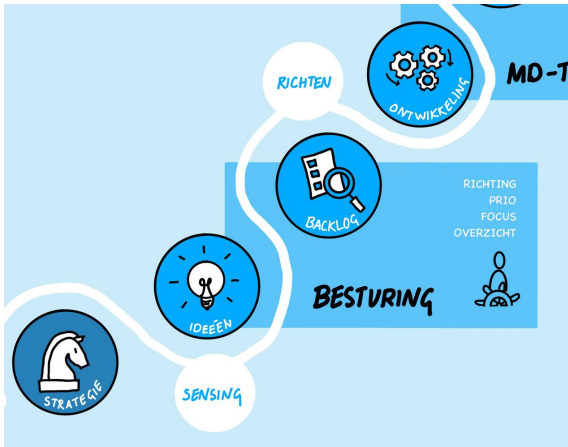 RICHTEN
ONTWIKKELING
MD-T
BACKLOG
RICHTING
PRIO
FOCUS
OVERZICHT
BESTURING
IDEEËN
STRATEGIE
SENSING